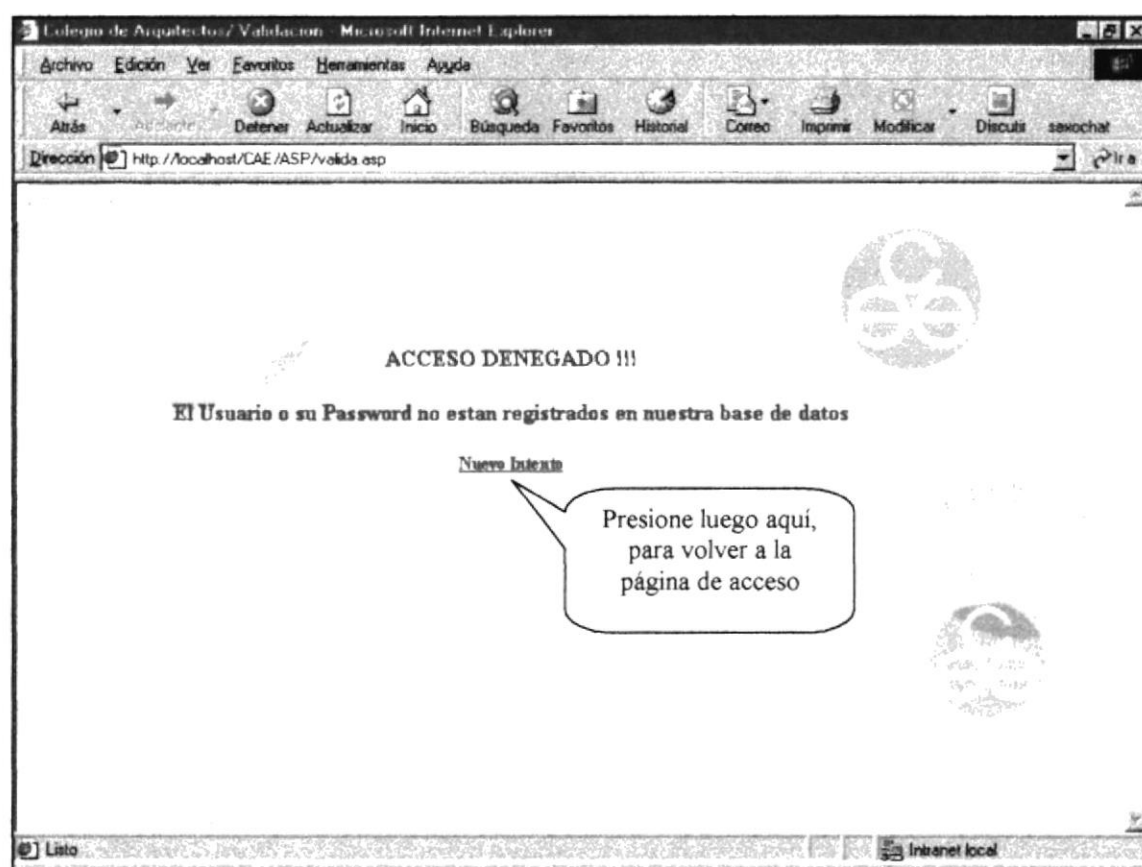 Colegio de Arquitectos/ Validacion - Microsoft Internet Explorer
Archivo Edición Ver Favoritos Herramientas Ayuda
Atrás Adelante Detener Actualizar Inicio Búsqueda Favoritos Historial Correo Imprimir Modificar Discutir saxochat
Dirección http://localhost/CAE/ASP/valida.asp Ir a
ACCESO DENEGADO !!!
El Usuario o su Password no estan registrados en nuestra base de datos
Nuevo Intento
Presione luego aquí,
para volver a la
página de acceso
Listo Intranet local